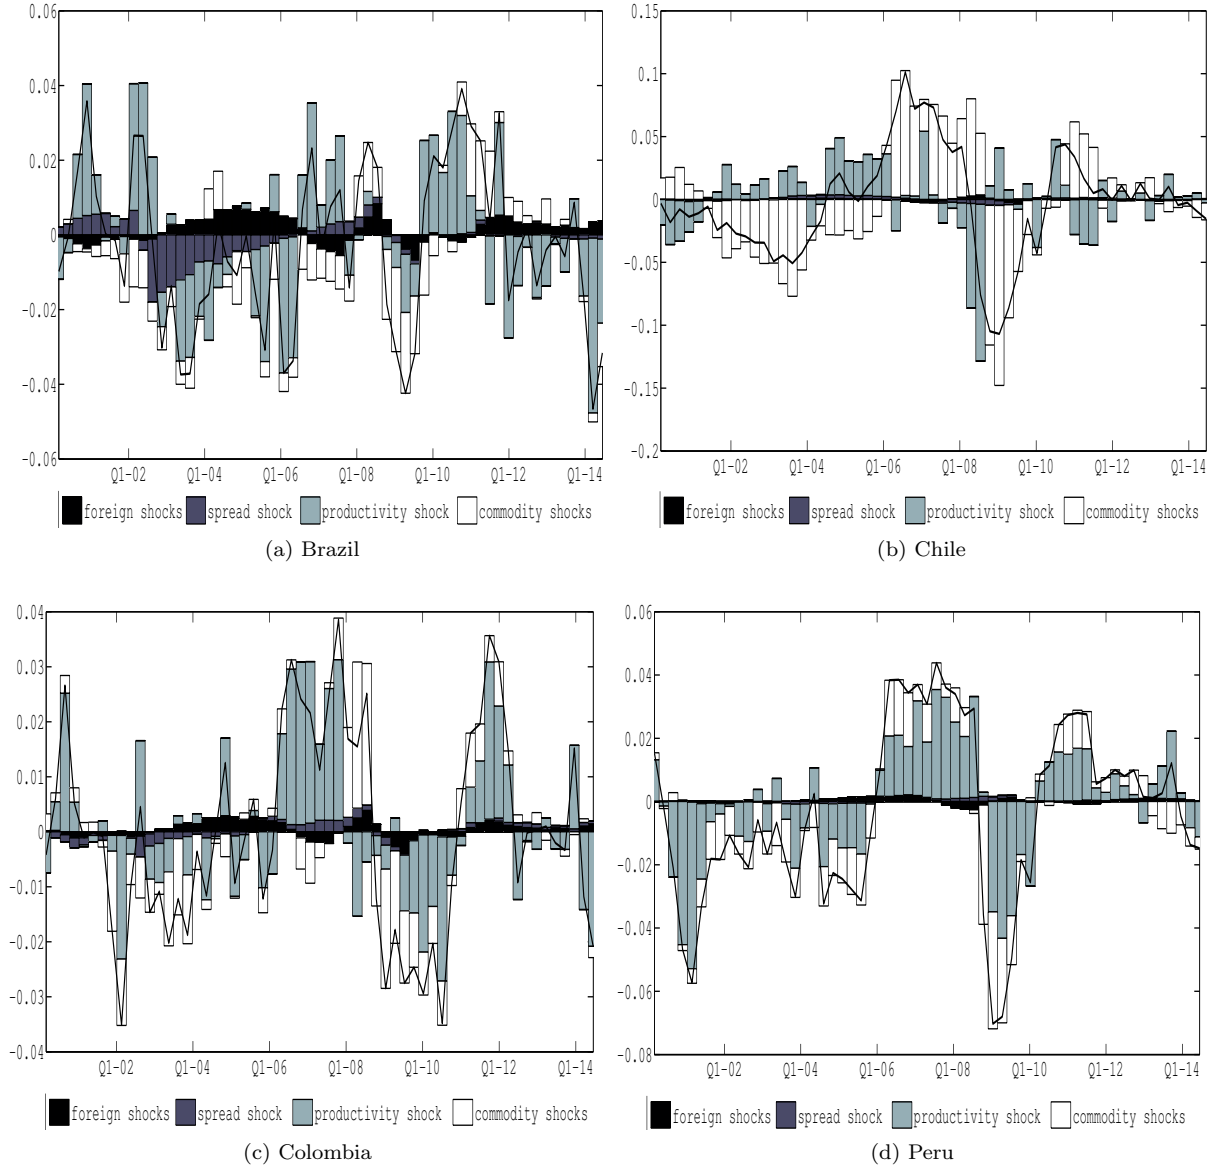 0.06
0.04
0.02
0
-0.02
-0.04
-0.06
Q1-02 Q1-04 Q1-06 Q1-08 Q1-10 Q1-12 Q1-14
foreign shocks spread shock productivity shock commodity shocks
(a) Brazil
0.15
0.1
0.05
0
-0.05
-0.1
-0.15
-0.2
Q1-02 Q1-04 Q1-06 Q1-08 Q1-10 Q1-12 Q1-14
foreign shocks spread shock productivity shock commodity shocks
(b) Chile
0.04
0.03
0.02
0.01
0
-0.01
-0.02
-0.03
-0.04
Q1-02 Q1-04 Q1-06 Q1-08 Q1-10 Q1-12 Q1-14
foreign shocks spread shock productivity shock commodity shocks
(c) Colombia
0.06
0.04
0.02
0
-0.02
-0.04
-0.06
-0.08
Q1-02 Q1-04 Q1-06 Q1-08 Q1-10 Q1-12 Q1-14
foreign shocks spread shock productivity shock commodity shocks
(d) Peru